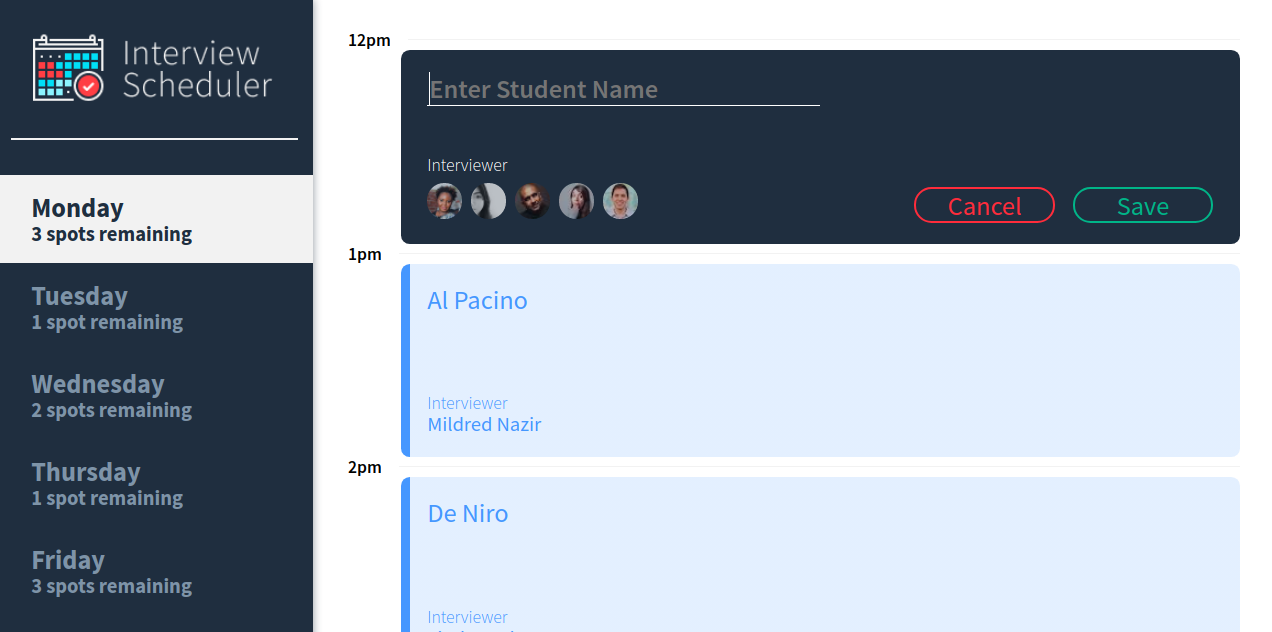 Interview
Scheduler
Monday
3 spots remaining
Tuesday
1 spot remaining
Wednesday
2 spots remaining
Thursday
1 spot remaining
Friday
3 spots remaining
12pm
Enter Student Name
Interviewer
Cancel
Save
1pm
Al Pacino
Interviewer
Mildred Nazir
2pm
De Niro
Interviewer